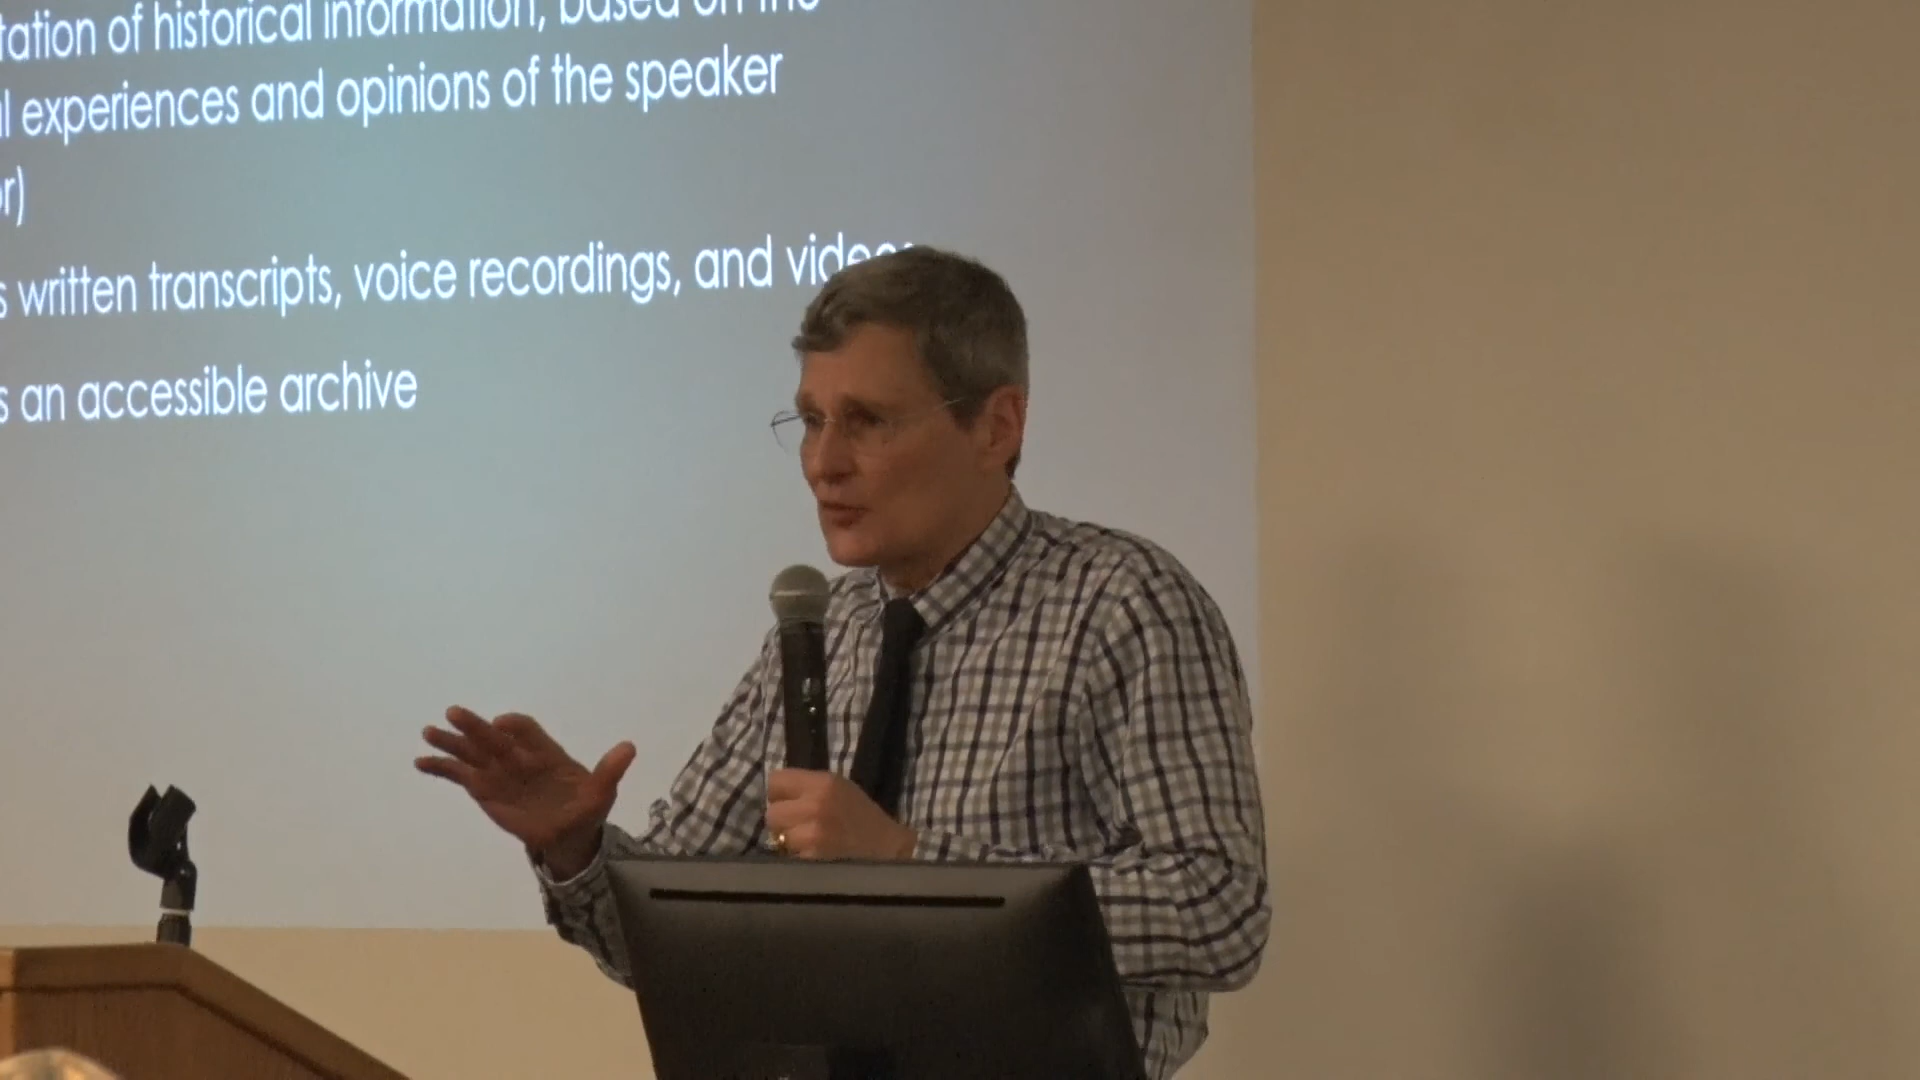 tation of historical information, based on the
l experiences and opinions of the speaker
r)
s written transcripts, voice recordings, and videos
s an accessible archive